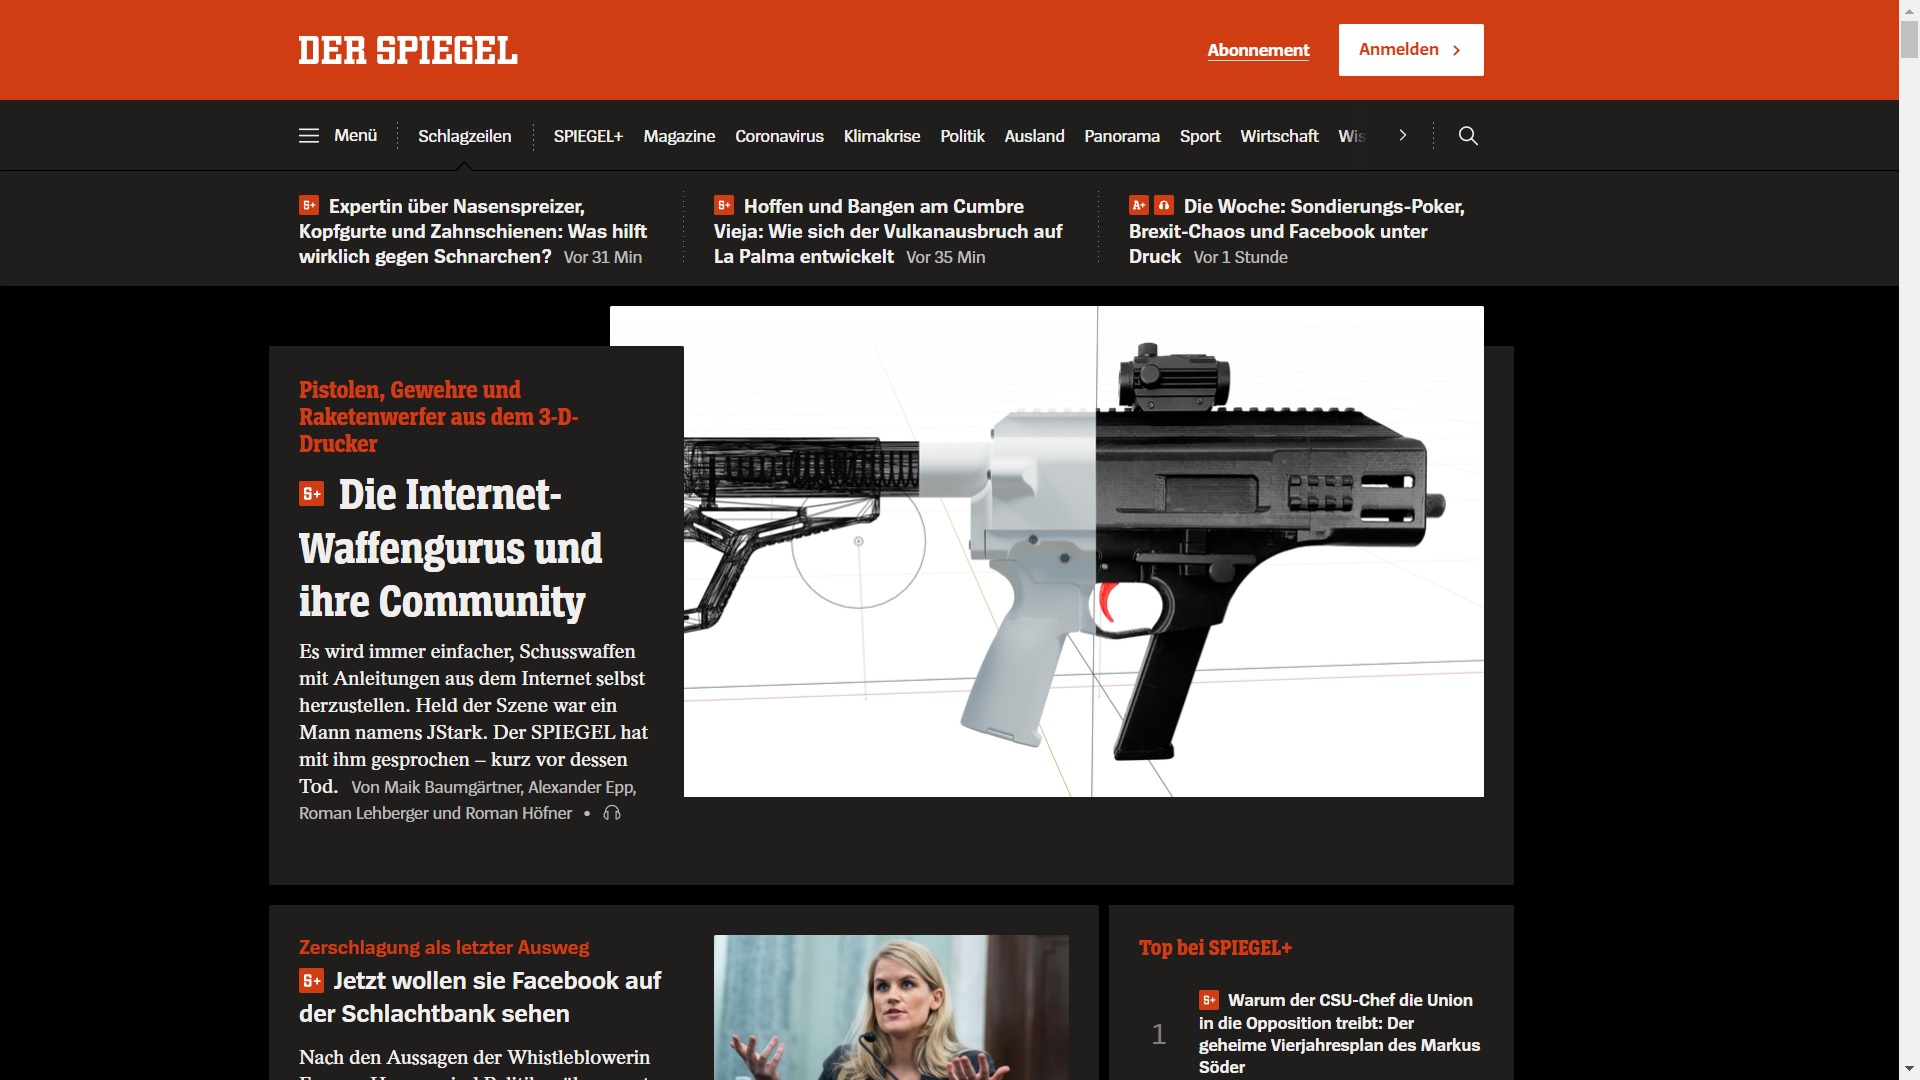 DER SPIEGEL
Abonnement
Anmelden
Menü
Schlagzeilen
SPIEGEL+
Magazine
Coronavirus
Klimakrise
Politik
Ausland
Panorama
Sport
Wirtschaft
Wis
S+ Expertin über Nasenspreizer,
Kopfgurte und Zahnschienen: Was hilft
wirklich gegen Schnarchen? Vor 31 Min
S+ Hoffen und Bangen am Cumbre
Vieja: Wie sich der Vulkanausbruch auf
La Palma entwickelt Vor 35 Min
A+ Die Woche: Sondierungs-Poker,
Brexit-Chaos und Facebook unter
Druck Vor 1 Stunde
Pistolen, Gewehre und
Raketenwerfer aus dem 3-D-
Drucker
S+ Die Internet-
Waffengurus und
ihre Community
Es wird immer einfacher, Schusswaffen
mit Anleitungen aus dem Internet selbst
herzustellen. Held der Szene war ein
Mann namens JStark. Der SPIEGEL hat
mit ihm gesprochen – kurz vor dessen
Tod. Von Maik Baumgärtner, Alexander Epp,
Roman Lehberger und Roman Höfner •
Zerschlagung als letzter Ausweg
S+ Jetzt wollen sie Facebook auf
der Schlachtbank sehen
Nach den Aussagen der Whistleblowerin
Top bei SPIEGEL+
1
S+ Warum der CSU-Chef die Union
in die Opposition treibt: Der
geheime Vierjahresplan des Markus
Söder